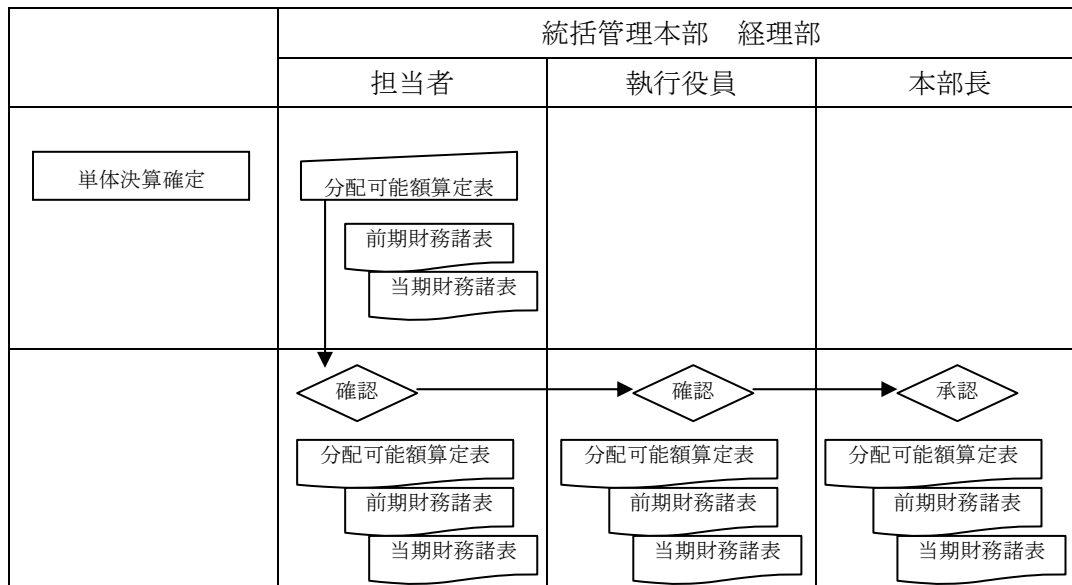 統括管理本部　経理部
担当者
執行役員
本部長
単体決算確定
分配可能額算定表
前期財務諸表
当期財務諸表
確認
確認
承認
分配可能額算定表
分配可能額算定表
分配可能額算定表
前期財務諸表
前期財務諸表
前期財務諸表
当期財務諸表
当期財務諸表
当期財務諸表